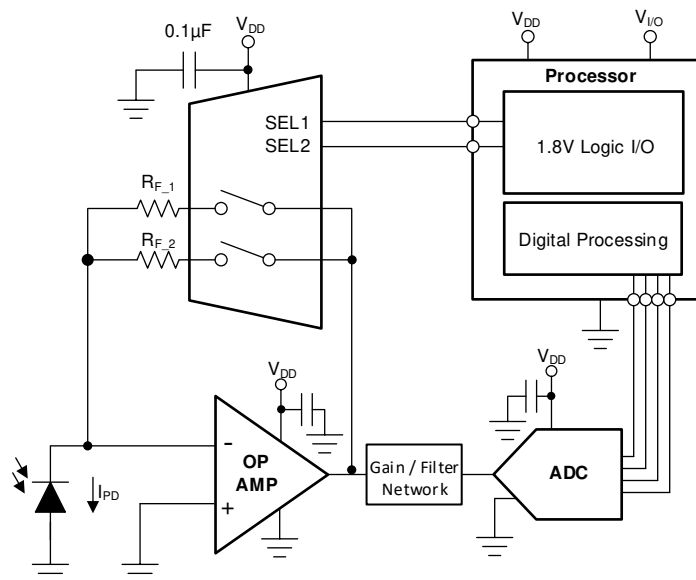 0.1µF
VDD
VDD
VI/O
Processor
SEL1
SEL2
1.8V Logic I/O
RF_1
RF_2
Digital Processing
VDD
VDD
-
OP
AMP
+
IPD
Gain / Filter
Network
ADC